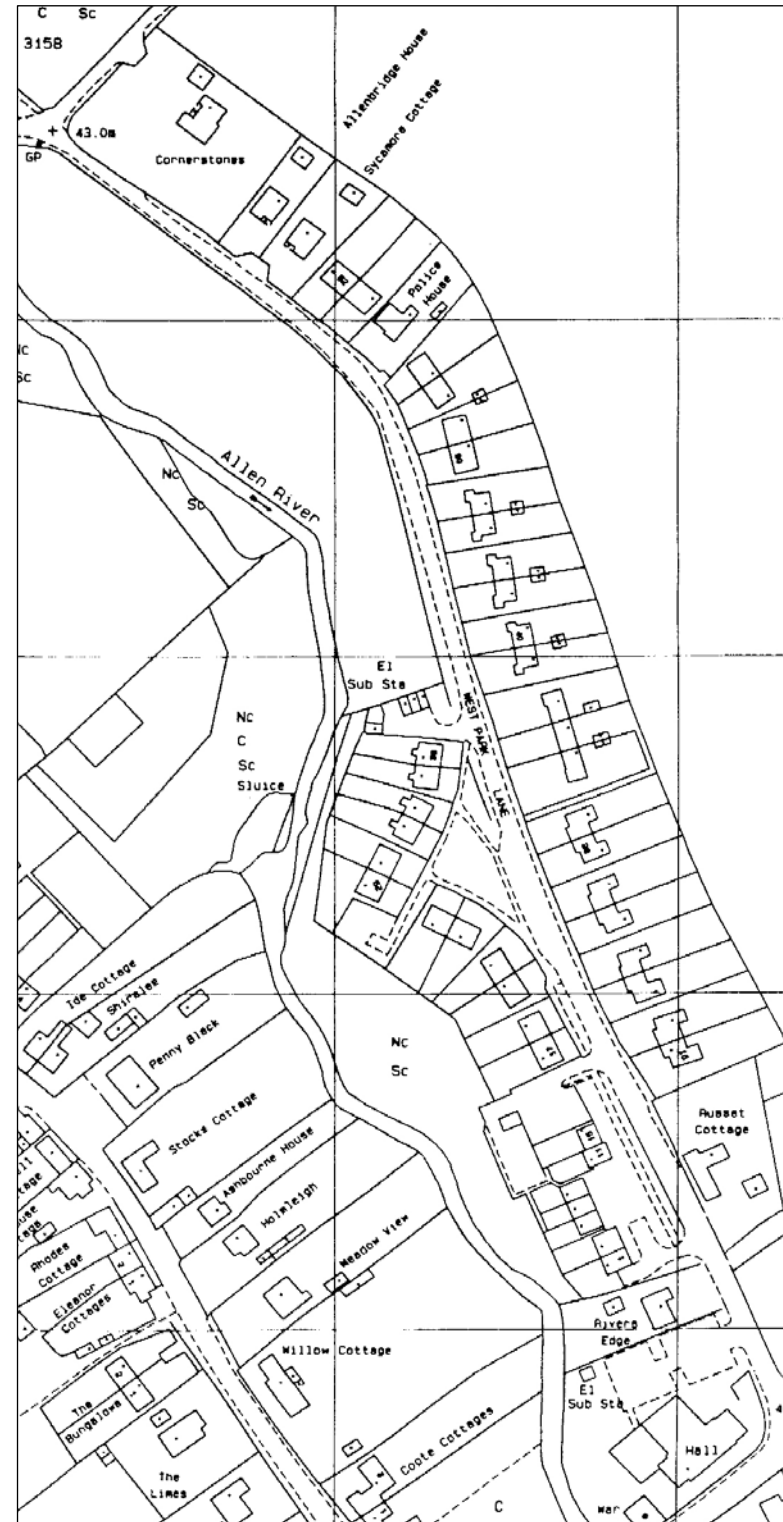 C Sc
3158
43.0m
GP
Cornerstones
Allenbridge House
Sycamore Cottage
Police
House
Nc
Sc
Allen River
Nc
Sc
El
Sub Sta
WEST PARK
LANE
Nc
C
Sc
Sluice
Ide Cottage
Shiralee
Penny Black
Nc
Sc
Stocks Cottage
Ashbourne House
Holmleigh
Meadow View
Russet
Cottage
Rhodes
Cottage
Eleanor
Cottages
Willow Cottage
Rivers
Edge
El
Sub Sta
The
Bungalows
Coote Cottages
Hall
The
Limes
C
War